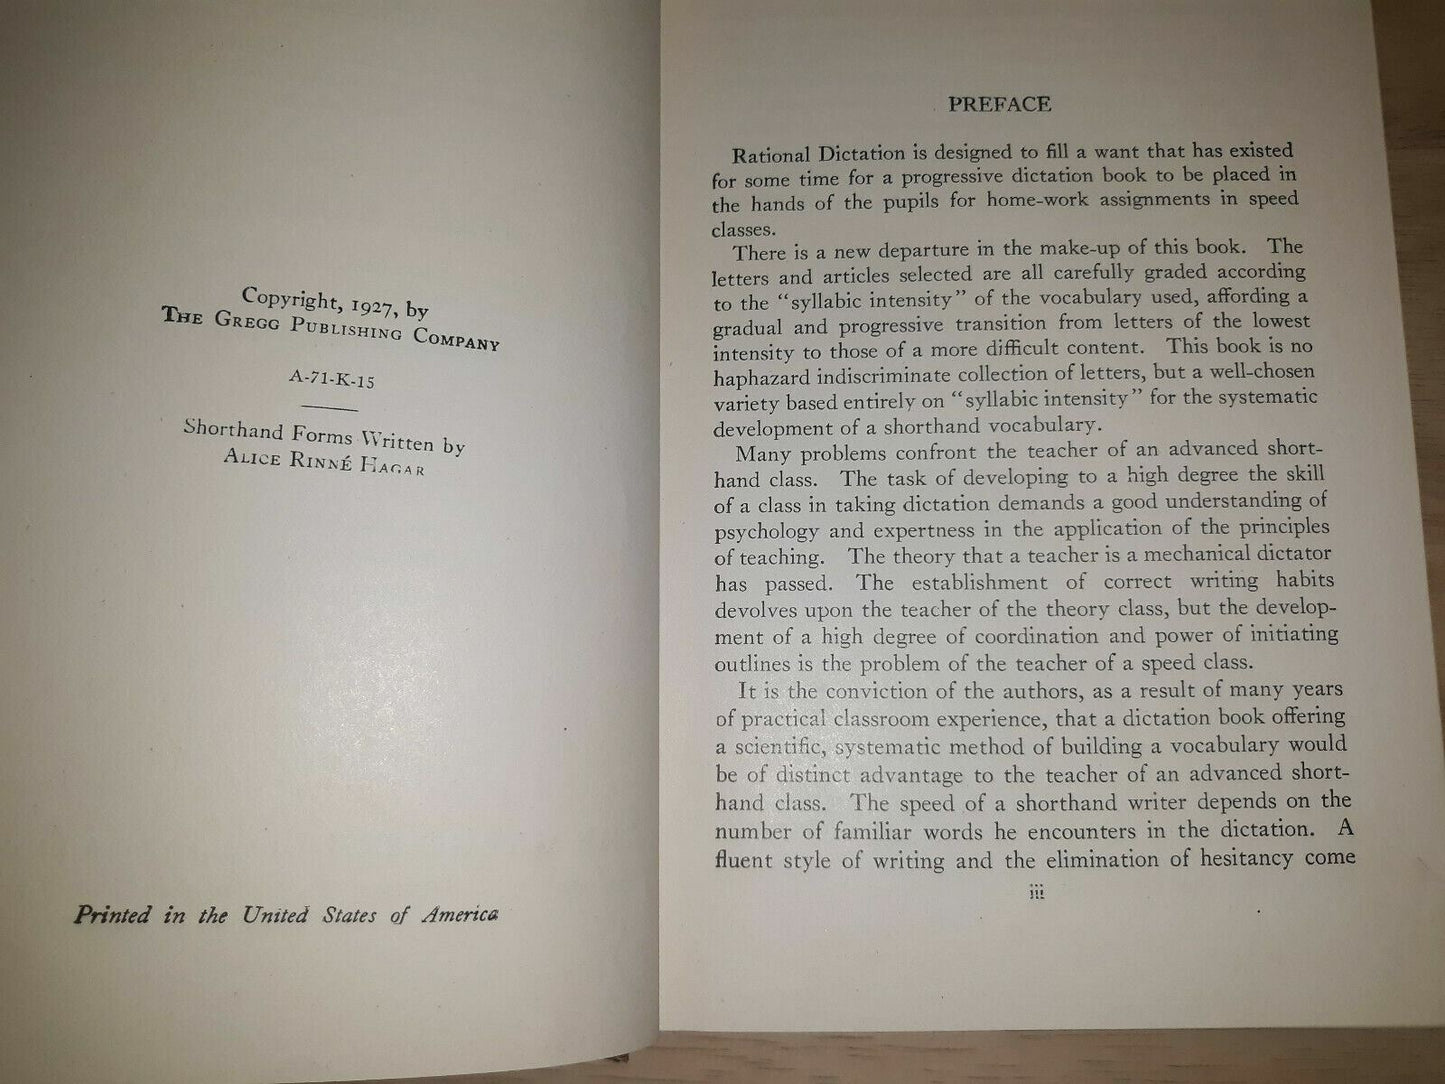 Copyright, 1927, by
THE GREGG PUBLISHING COMPANY
A-71-K-15
Shorthand Forms Written by
ALICE RINNÉ HAGAR
Printed in the United States of America
PREFACE
Rational Dictation is designed to fill a want that has existed
for some time for a progressive dictation book to be placed in
the hands of the pupils for home-work assignments in speed
classes.
There is a new departure in the make-up of this book. The
letters and articles selected are all carefully graded according
to the “syllabic intensity” of the vocabulary used, affording a
gradual and progressive transition from letters of the lowest
intensity to those of a more difficult content. This book is no
haphazard indiscriminate collection of letters, but a well-chosen
variety based entirely on “syllabic intensity” for the systematic
development of a shorthand vocabulary.
Many problems confront the teacher of an advanced short-
hand class. The task of developing to a high degree the skill
of a class in taking dictation demands a good understanding of
psychology and expertness in the application of the principles
of teaching. The theory that a teacher is a mechanical dictator
has passed. The establishment of correct writing habits
devolves upon the teacher of the theory class, but the develop-
ment of a high degree of coordination and power of initiating
outlines is the problem of the teacher of a speed class.
It is the conviction of the authors, as a result of many years
of practical classroom experience, that a dictation book offering
a scientific, systematic method of building a vocabulary would
be of distinct advantage to the teacher of an advanced short-
hand class. The speed of a shorthand writer depends on the
number of familiar words he encounters in the dictation. A
fluent style of writing and the elimination of hesitancy come
iii